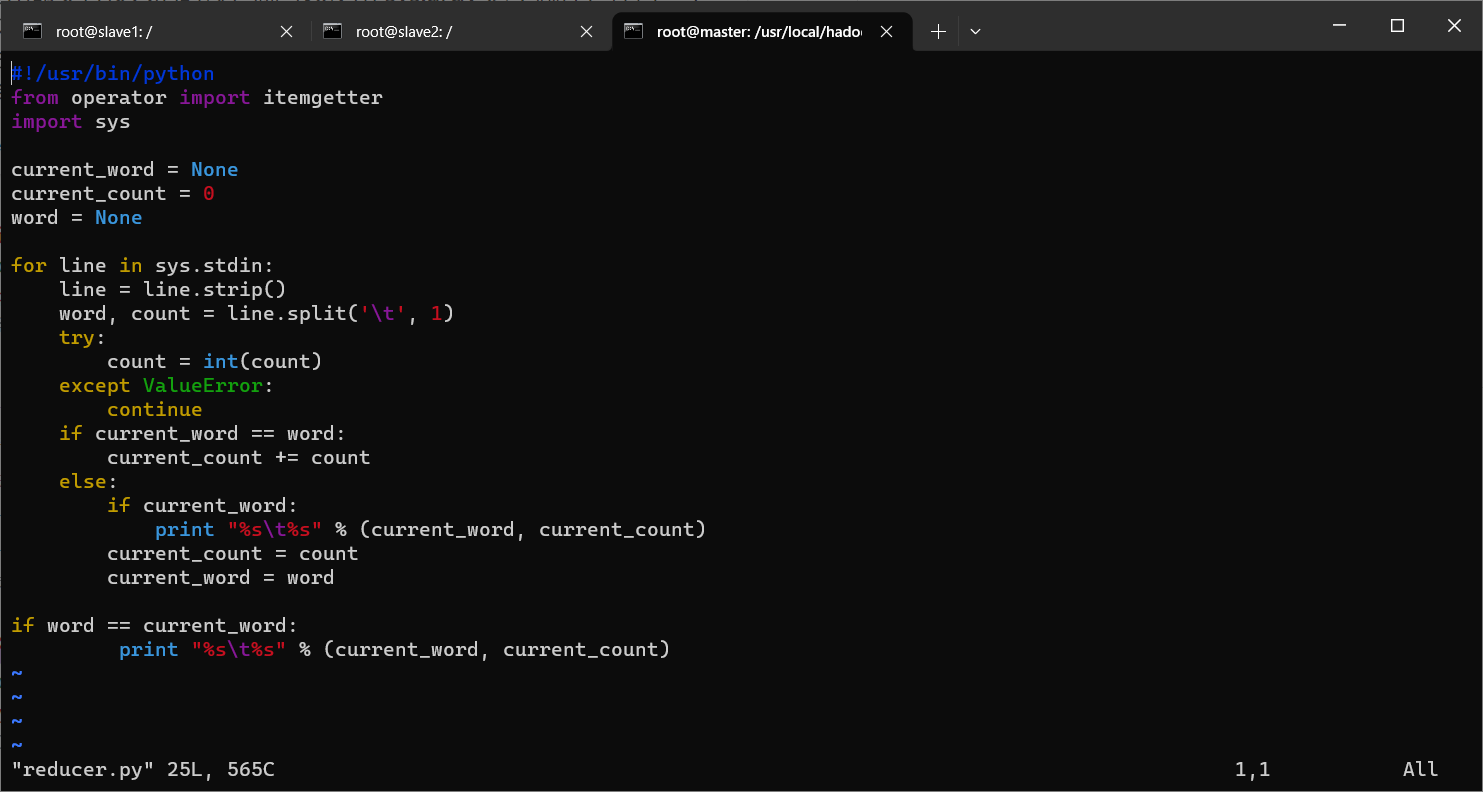 root@slave1: /
root@slave2: /
root@master: /usr/local/hado
#!/usr/bin/python
from operator import itemgetter
import sys

current_word = None
current_count = 0
word = None

for line in sys.stdin:
    line = line.strip()
    word, count = line.split('\t', 1)
    try:
        count = int(count)
    except ValueError:
        continue
    if current_word == word:
        current_count += count
    else:
        if current_word:
            print "%s\t%s" % (current_word, current_count)
        current_count = count
        current_word = word

if word == current_word:
         print "%s\t%s" % (current_word, current_count)
~
~
~
~
"reducer.py" 25L, 565C 1,1 All